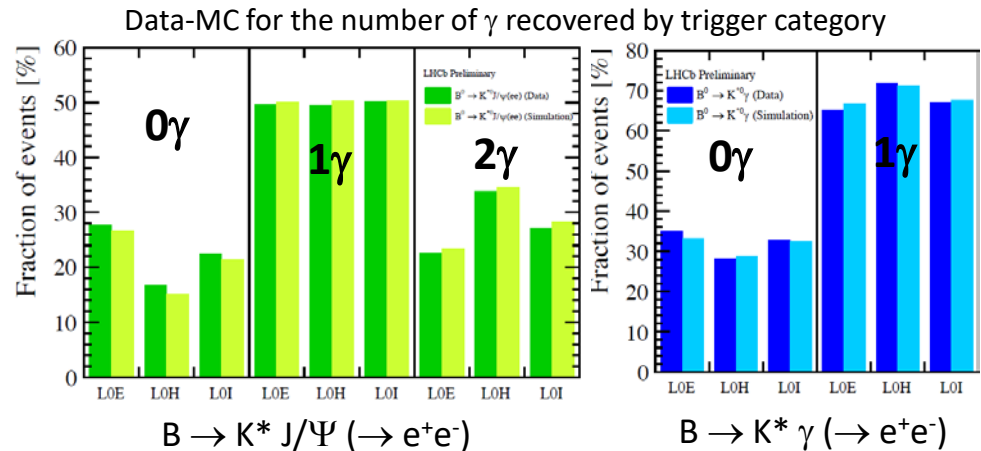 Data-MC for the number of γ recovered by trigger category
Fraction of events [%]
60
50
40
30
20
10
0
LHCb Preliminary
B⁰ → K*⁰J/ψ(ee) (Data)
B⁰ → K*⁰J/ψ(ee) (Simulation)
0γ
1γ
2γ
L0E L0H L0I L0E L0H L0I L0E L0H L0I
B → K* J/Ψ (→ e⁺e⁻)
Fraction of events [%]
80
70
60
50
40
30
20
10
0
LHCb Preliminary
B⁰ → K*⁰γ (Data)
B⁰ → K*⁰γ (Simulation)
0γ
1γ
L0E L0H L0I L0E L0H L0I
B → K* γ (→ e⁺e⁻)